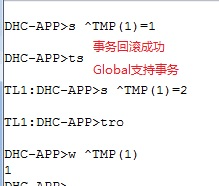 DHC-APP>s ^TMP(1)=1
事务回滚成功
DHC-APP>ts
Global支持事务
TL1:DHC-APP>s ^TMP(1)=2
TL1:DHC-APP>tro
DHC-APP>w ^TMP(1)
1
DHC-APP>